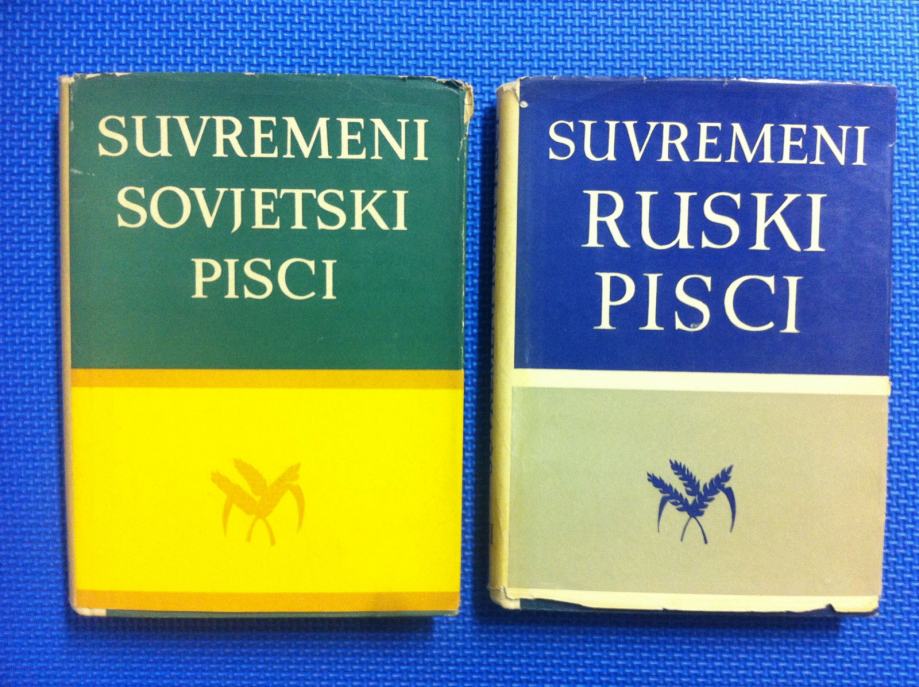 SUVREMENI
SOVJETSKI
PISCI
SUVREMENI
RUSKI
PISCI